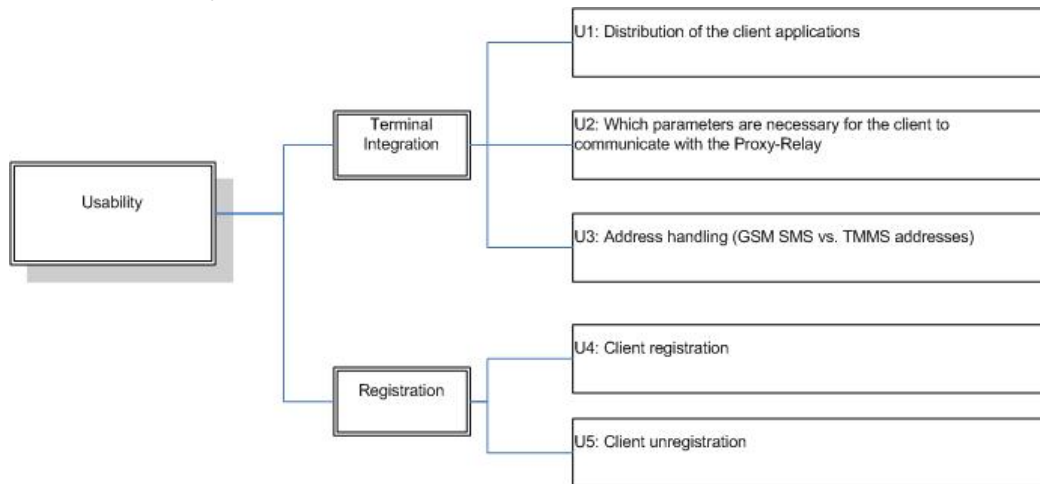 U1: Distribution of the client applications
Terminal
Integration
U2: Which parameters are necessary for the client to
communicate with the Proxy-Relay
Usability
U3: Address handling (GSM SMS vs. TMMS addresses)
U4: Client registration
Registration
U5: Client unregistration